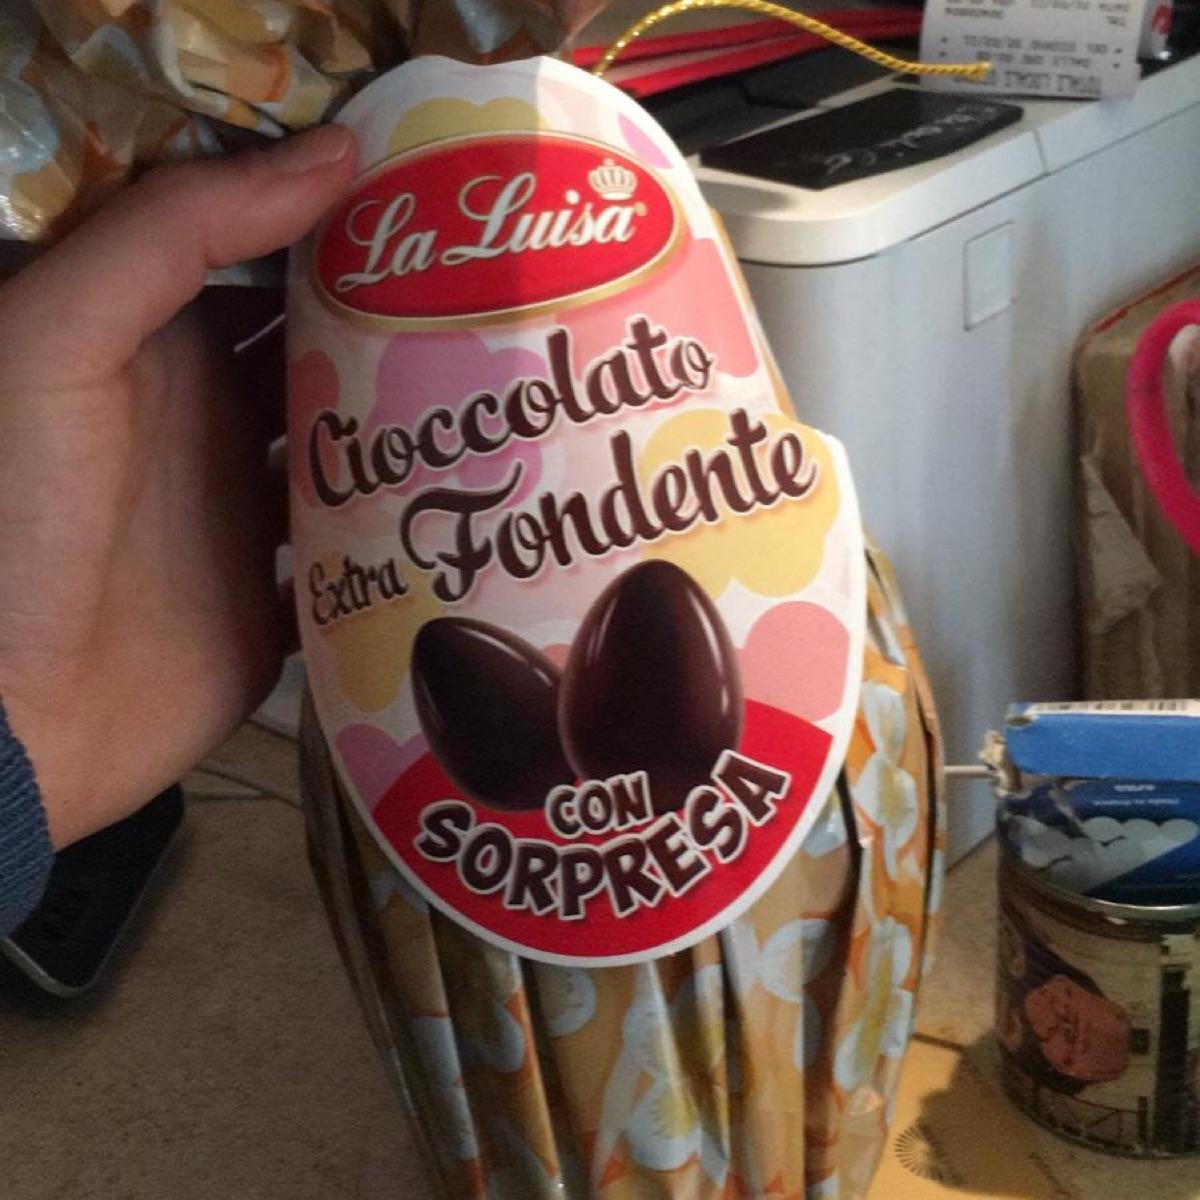 La Luisa
Cioccolato
Extra Fondente
CON
SORPRESA